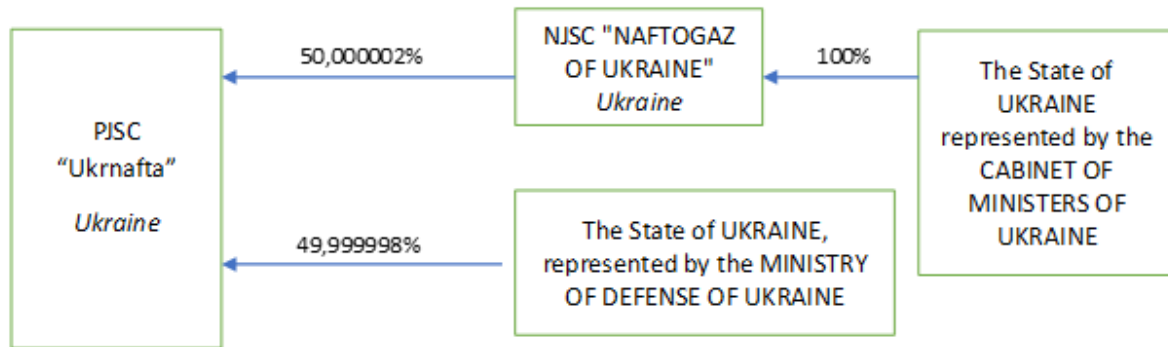 PJSC
“Ukrnafta”
Ukraine
50,000002%
49,999998%
NJSC "NAFTOGAZ
OF UKRAINE"
Ukraine
The State of UKRAINE,
represented by the MINISTRY
OF DEFENSE OF UKRAINE
100%
The State of
UKRAINE
represented by the
CABINET OF
MINISTERS OF
UKRAINE